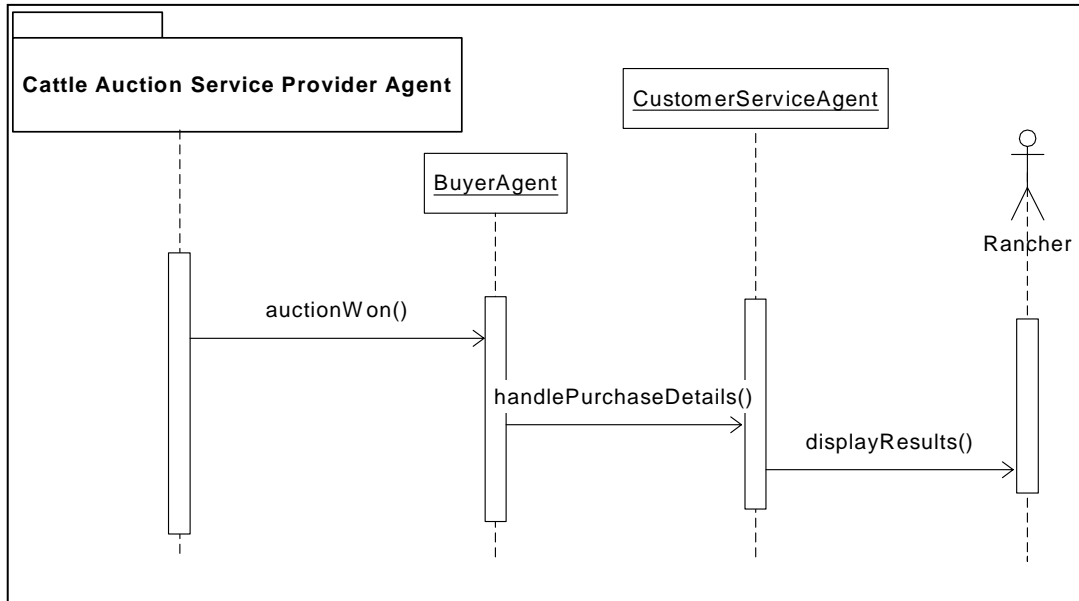 Cattle Auction Service Provider Agent
CustomerServiceAgent
BuyerAgent
Rancher
auctionWon()
handlePurchaseDetails()
displayResults()